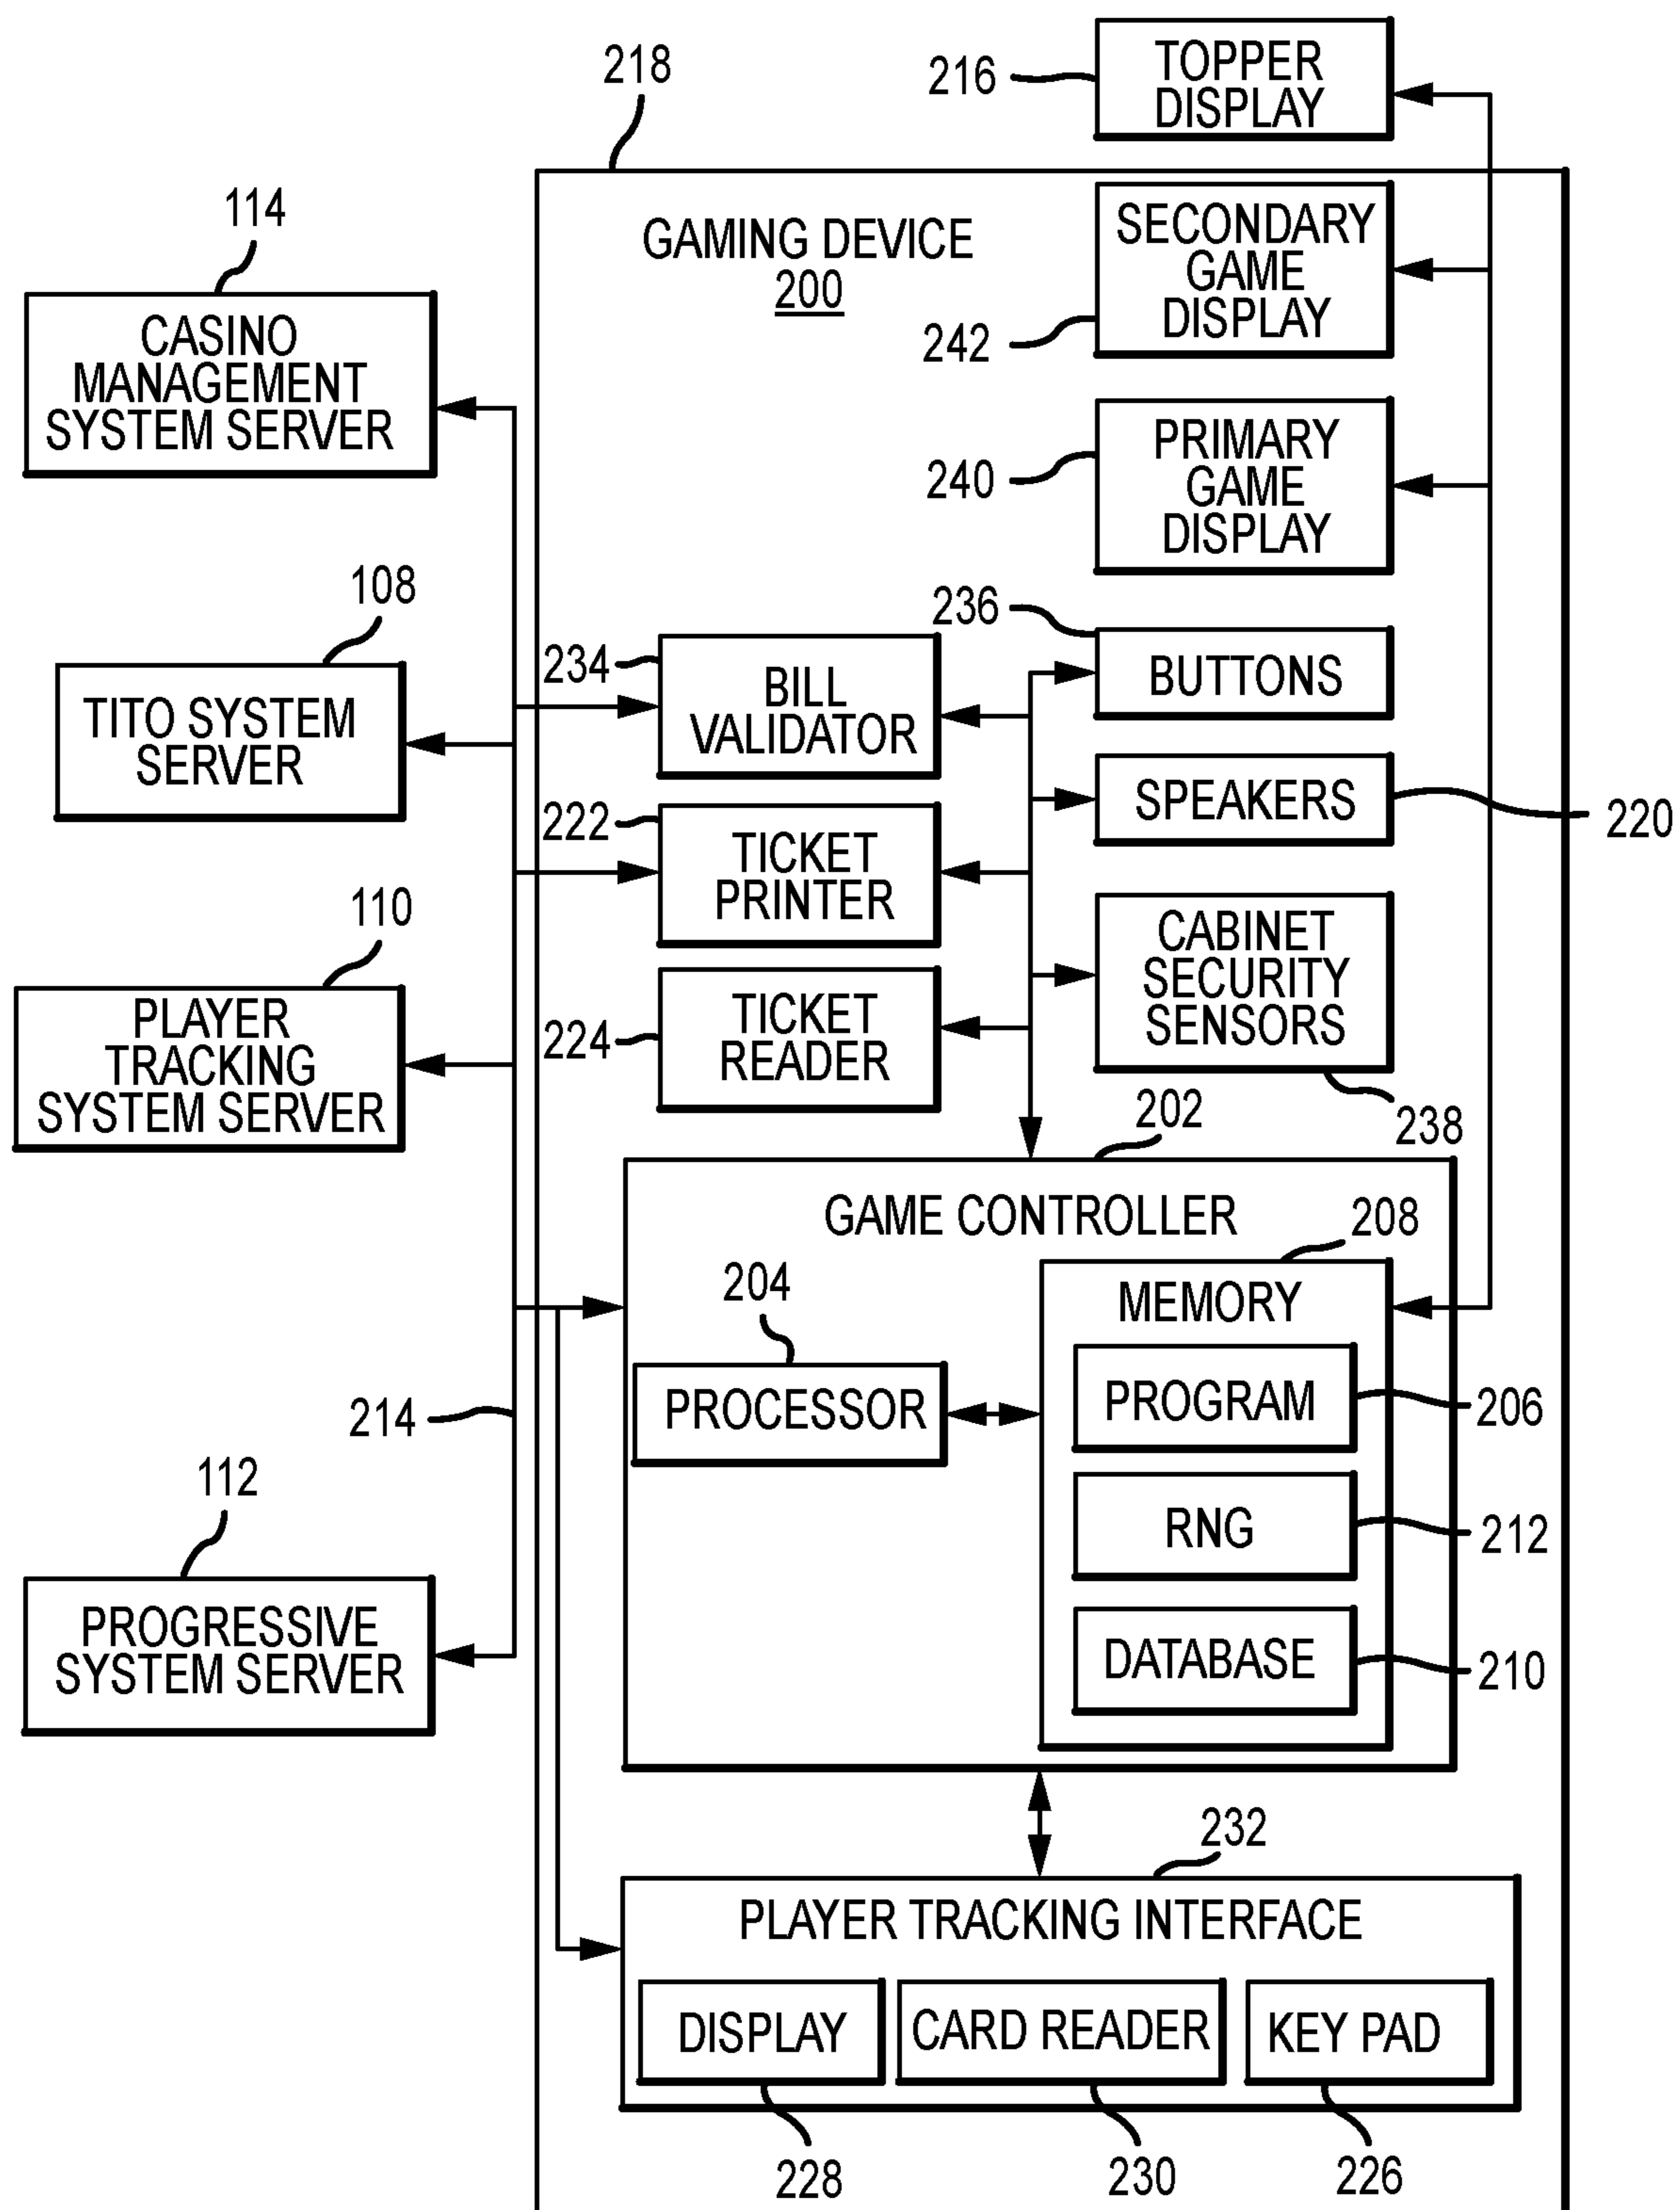 218
216
TOPPER
DISPLAY
114
GAMING DEVICE
200
SECONDARY
GAME
DISPLAY
242
CASINO
MANAGEMENT
SYSTEM SERVER
240
PRIMARY
GAME
DISPLAY
108
236
234
BILL
VALIDATOR
BUTTONS
TITO SYSTEM
SERVER
222
TICKET
PRINTER
SPEAKERS
220
110
CABINET
SECURITY
SENSORS
PLAYER
TRACKING
SYSTEM SERVER
224
TICKET
READER
202
238
GAME CONTROLLER
208
204
MEMORY
PROCESSOR
PROGRAM
206
214
112
RNG
212
PROGRESSIVE
SYSTEM SERVER
DATABASE
210
232
PLAYER TRACKING INTERFACE
DISPLAY
CARD READER
KEY PAD
228
230
226